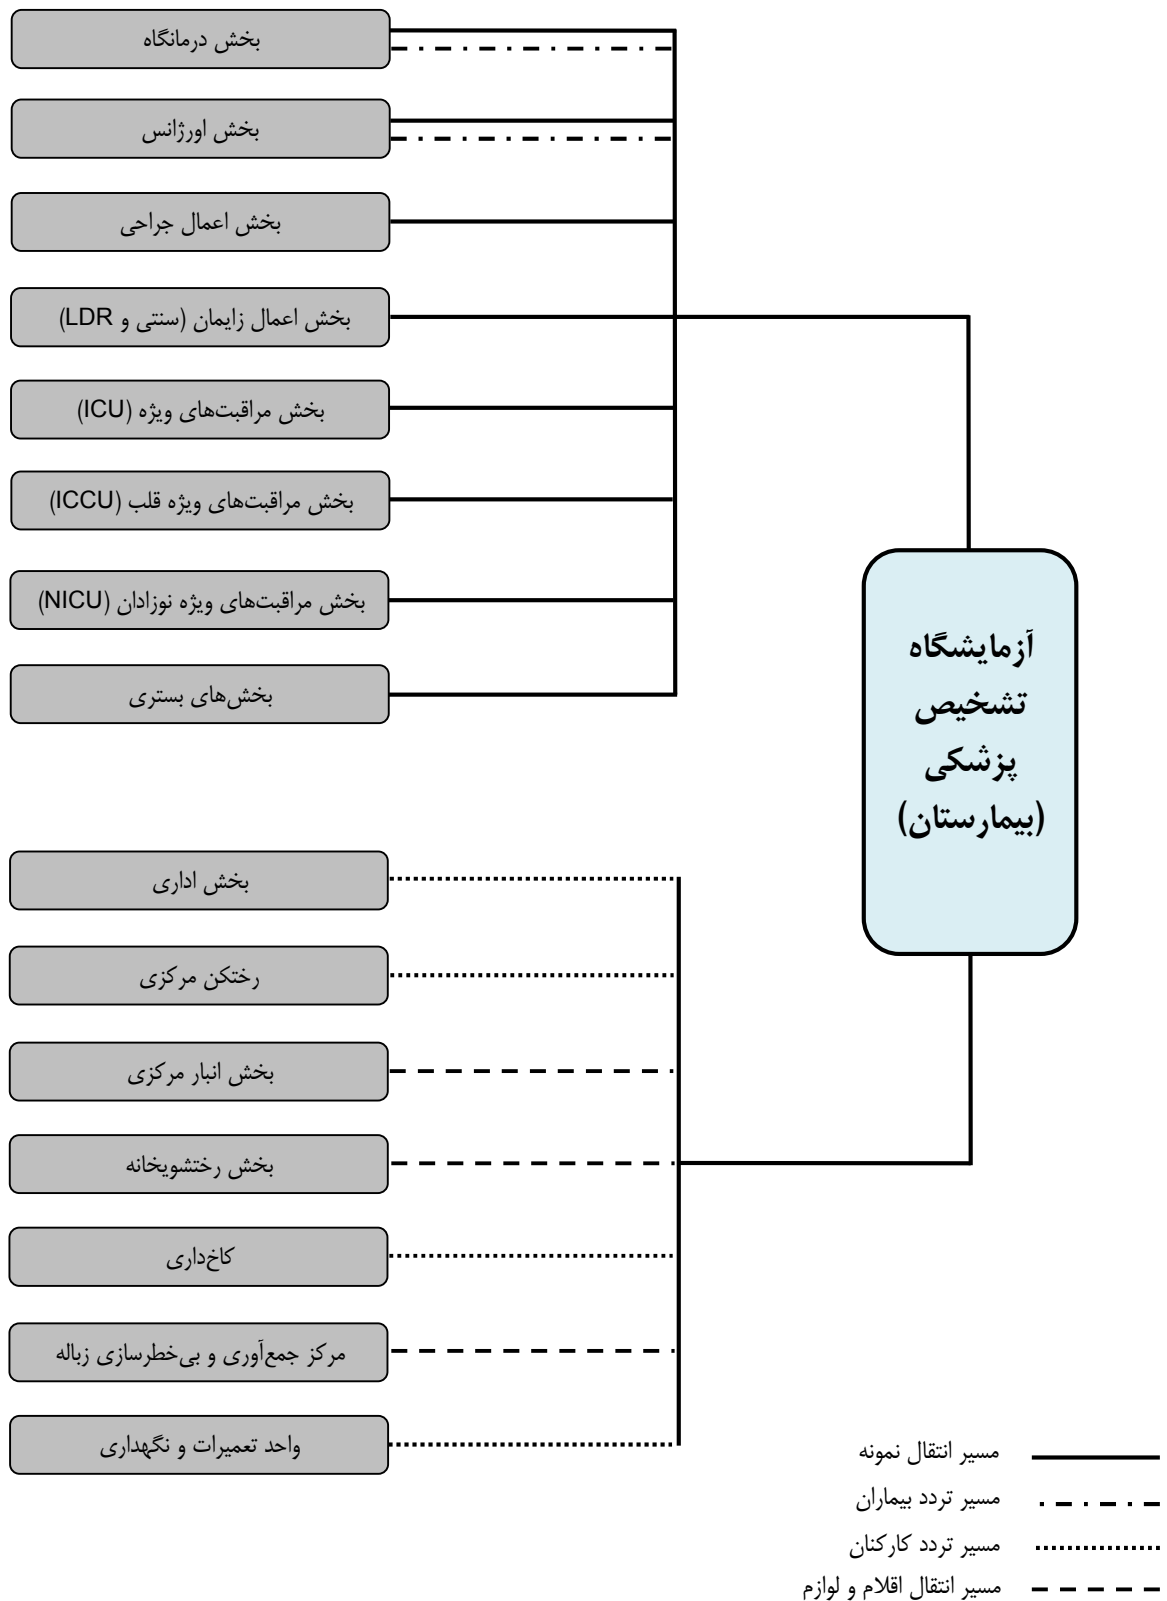 بخش درمانگاه
بخش اورژانس
بخش اعمال جراحی
بخش اعمال زایمان (سنتی و LDR)
بخش مراقبت‌های ویژه (ICU)
بخش مراقبت‌های ویژه قلب (ICCU)
بخش مراقبت‌های ویژه نوزادان (NICU)
بخش‌های بستری
آزمایشگاه
تشخیص
پزشکی
(بیمارستان)
بخش اداری
رختکن مرکزی
بخش انبار مرکزی
بخش رختشویخانه
کاخ‌داری
مرکز جمع‌آوری و بی‌خطرسازی زباله
واحد تعمیرات و نگهداری
مسیر انتقال نمونه
مسیر تردد بیماران
مسیر تردد کارکنان
مسیر انتقال اقلام و لوازم